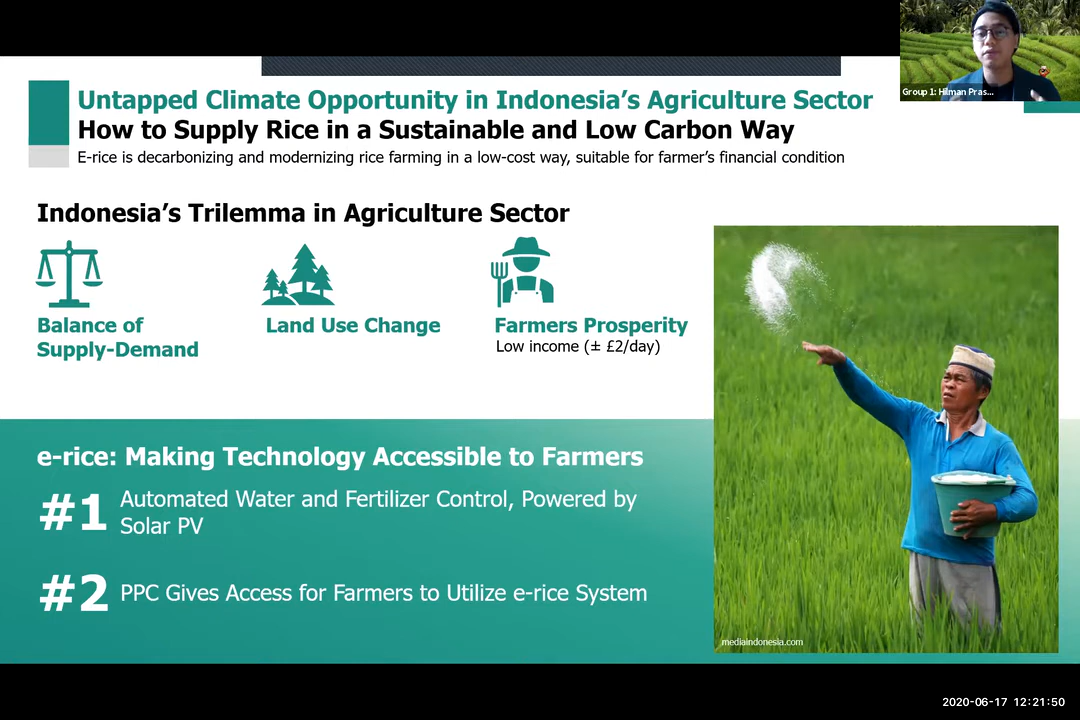 Group 1: Hilman Pras...
Untapped Climate Opportunity in Indonesia's Agriculture Sector
How to Supply Rice in a Sustainable and Low Carbon Way
E-rice is decarbonizing and modernizing rice farming in a low-cost way, suitable for farmer's financial condition
Indonesia's Trilemma in Agriculture Sector
Balance of
Supply-Demand
Land Use Change
Farmers Prosperity
Low income (± £2/day)
e-rice: Making Technology Accessible to Farmers
#1
Automated Water and Fertilizer Control, Powered by
Solar PV
#2
PPC Gives Access for Farmers to Utilize e-rice System
mediaindonesia.com
2020-06-17 12:21:50